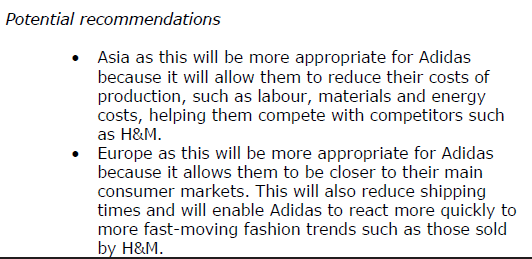 Potential recommendations
• Asia as this will be more appropriate for Adidas
because it will allow them to reduce their costs of
production, such as labour, materials and energy
costs, helping them compete with competitors such
as H&M.
• Europe as this will be more appropriate for Adidas
because it allows them to be closer to their main
consumer markets. This will also reduce shipping
times and will enable Adidas to react more quickly to
more fast-moving fashion trends such as those sold
by H&M.